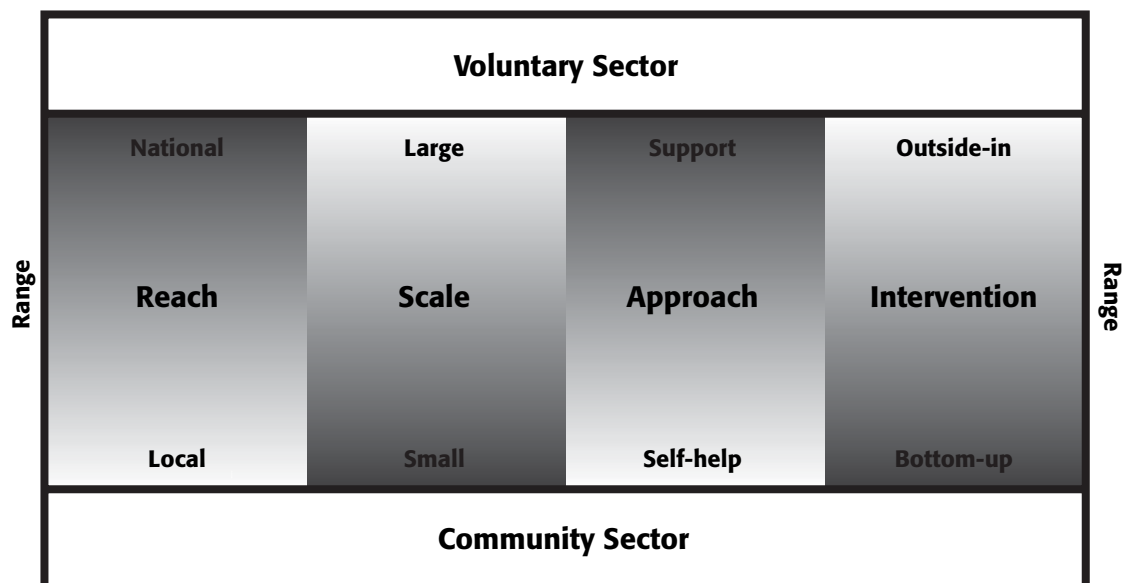 Voluntary Sector
National
Large
Support
Outside-in
Range
Reach
Scale
Approach
Intervention
Range
Local
Small
Self-help
Bottom-up
Community Sector